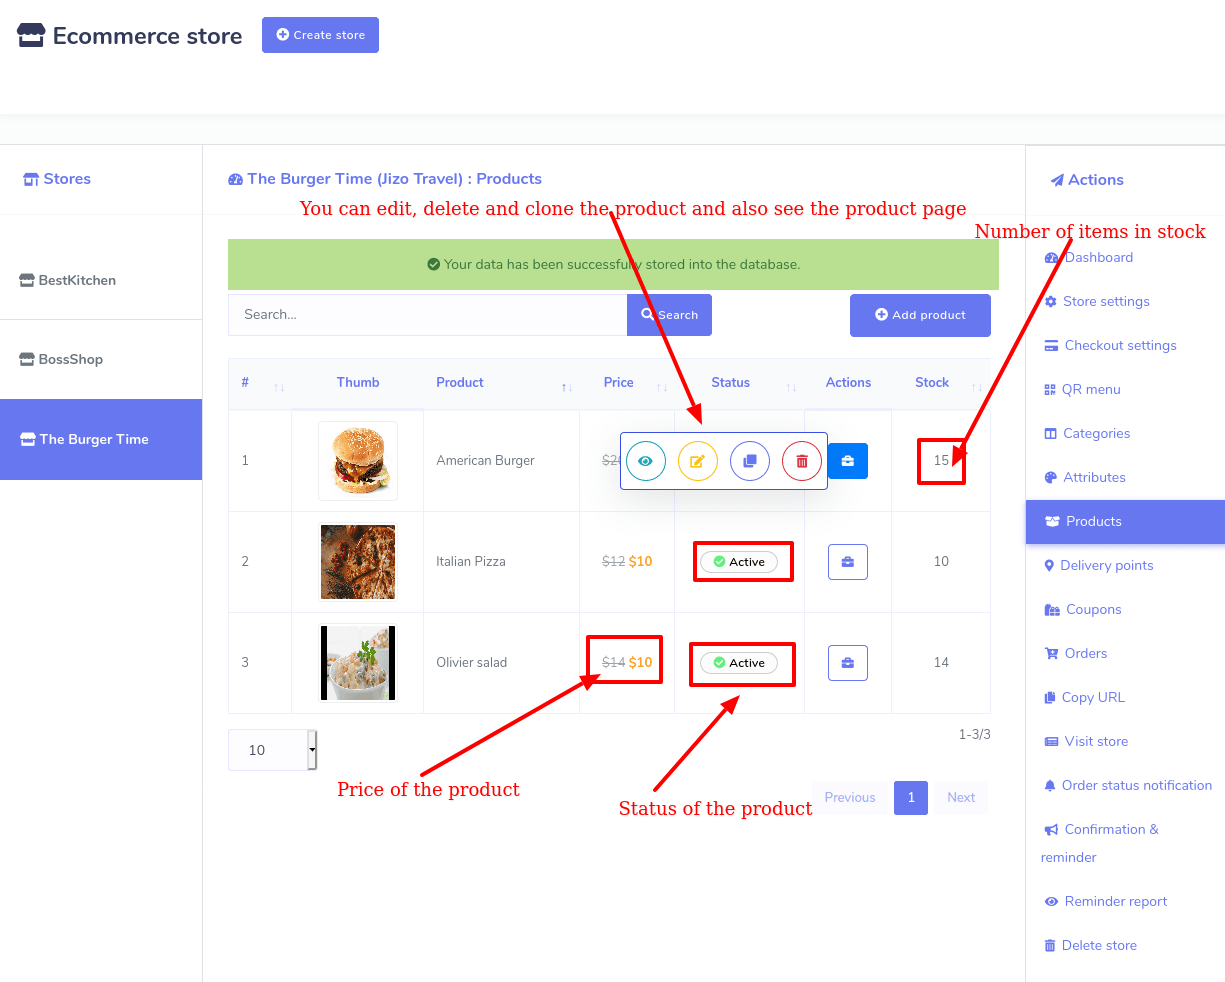 Ecommerce store
Create store
Stores
BestKitchen
BossShop
The Burger Time
The Burger Time (Jizo Travel) : Products
You can edit, delete and clone the product and also see the product page
Your data has been successfully stored into the database.
Search...
Search
Add product
# Thumb Product Price Status Actions Stock
1 American Burger 15
2 Italian Pizza $12 $10 Active 10
3 Olivier salad $14 $10 Active 14
10
1-3/3
Price of the product
Status of the product
Previous 1 Next
Actions
Number of items in stock
Dashboard
Store settings
Checkout settings
QR menu
Categories
Attributes
Products
Delivery points
Coupons
Orders
Copy URL
Visit store
Order status notification
Confirmation &
reminder
Reminder report
Delete store